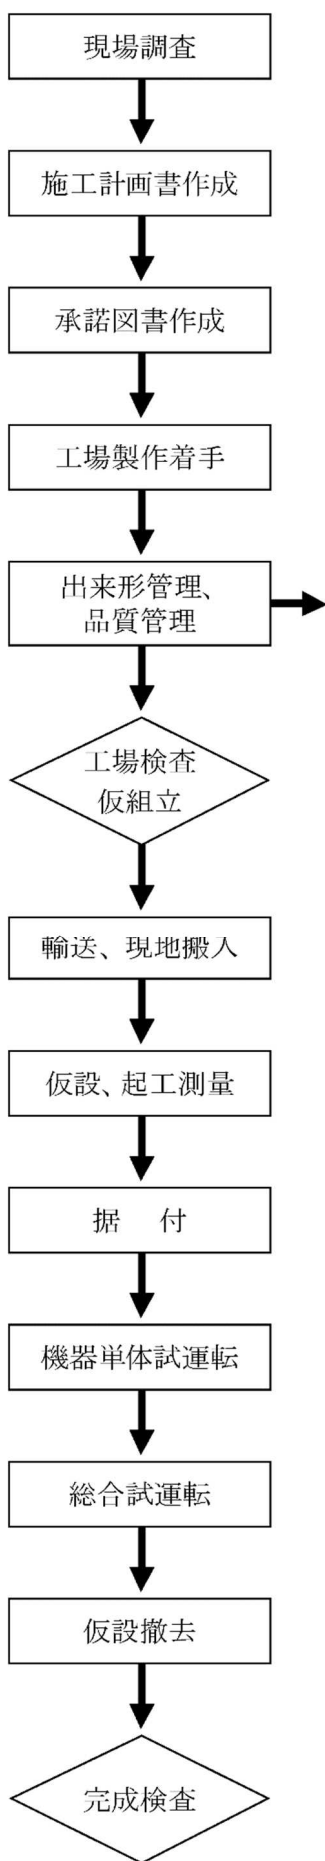 現場調査
施工計画書作成
承諾図書作成
工場製作着手
出来形管理、
品質管理
工場検査
仮組立
輸送、現地搬入
仮設、起工測量
据　付
機器単体試運転
総合試運転
仮設撤去
完成検査